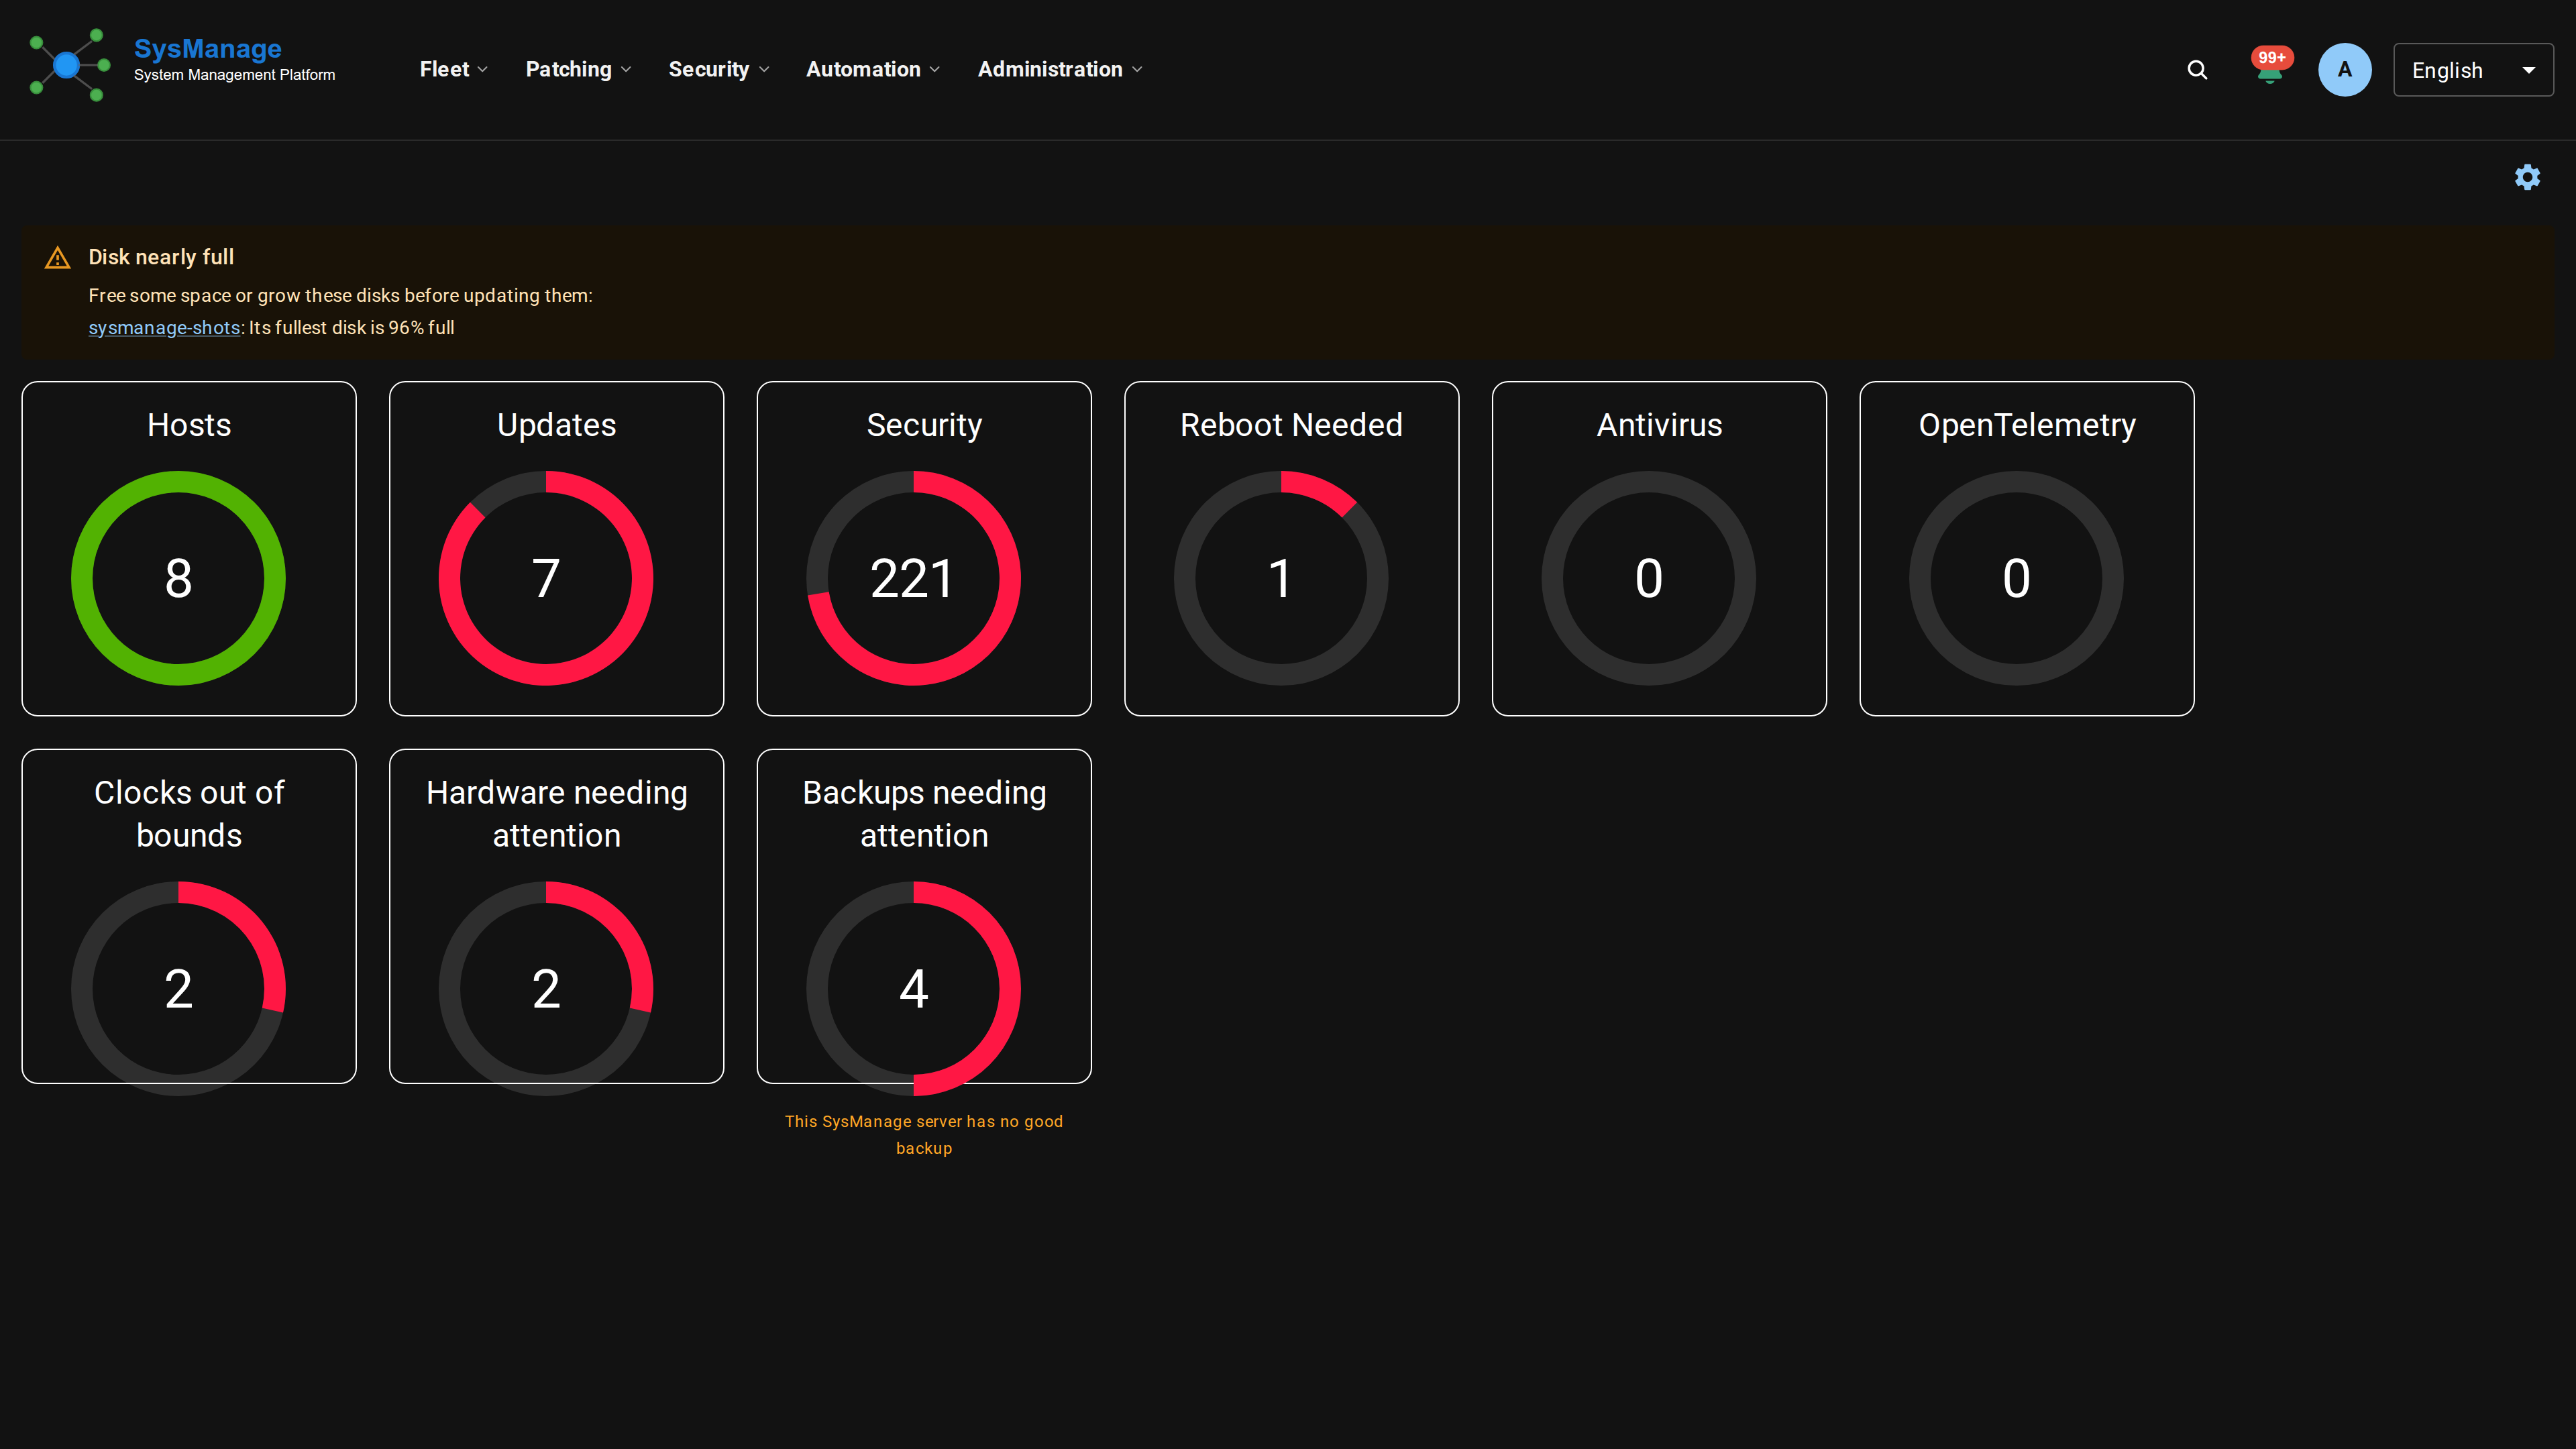 SysManage
System Management Platform
Fleet
Patching
Security
Automation
Administration
99+
A
English
Disk nearly full
Free some space or grow these disks before updating them:
sysmanage-shots: Its fullest disk is 96% full
Hosts
8
Updates
7
Security
221
Reboot Needed
1
Antivirus
0
OpenTelemetry
0
Clocks out of
bounds
2
Hardware needing
attention
2
Backups needing
attention
4
This SysManage server has no good
backup